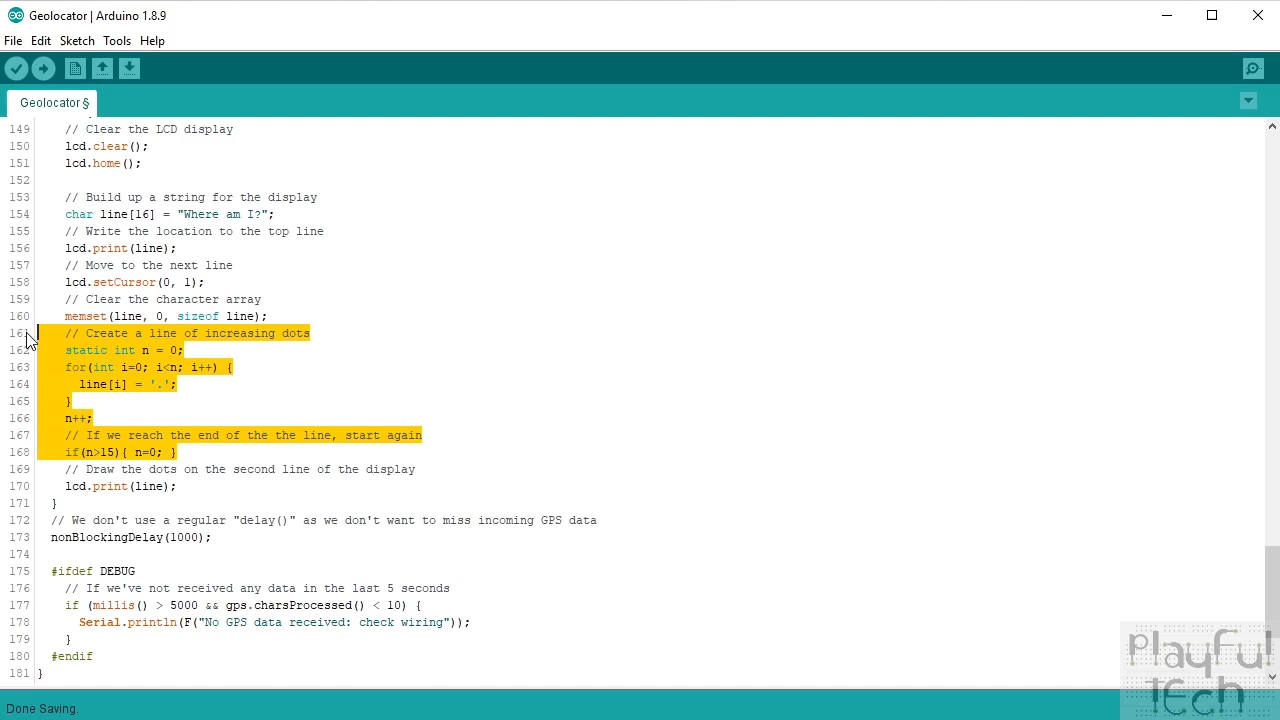 Geolocator | Arduino 1.8.9
File Edit Sketch Tools Help
Geolocator §
149 // Clear the LCD display
150 lcd.clear();
151 lcd.home();
152
153 // Build up a string for the display
154 char line[16] = "Where am I?";
155 // Write the location to the top line
156 lcd.print(line);
157 // Move to the next line
158 lcd.setCursor(0, 1);
159 // Clear the character array
160 memset(line, 0, sizeof line);
161 // Create a line of increasing dots
162 static int n = 0;
163 for(int i=0; i<n; i++) {
164 line[i] = '.';
165 }
166 n++;
167 // If we reach the end of the the line, start again
168 if(n>15){ n=0; }
169 // Draw the dots on the second line of the display
170 lcd.print(line);
171 }
172 // We don't use a regular "delay()" as we don't want to miss incoming GPS data
173 nonBlockingDelay(1000);
174
175 #ifdef DEBUG
176 // If we've not received any data in the last 5 seconds
177 if (millis() > 5000 && gps.charsProcessed() < 10) {
178 Serial.println(F("No GPS data received: check wiring"));
179 }
180 #endif
181 }
Playful
Tech
Done Saving.